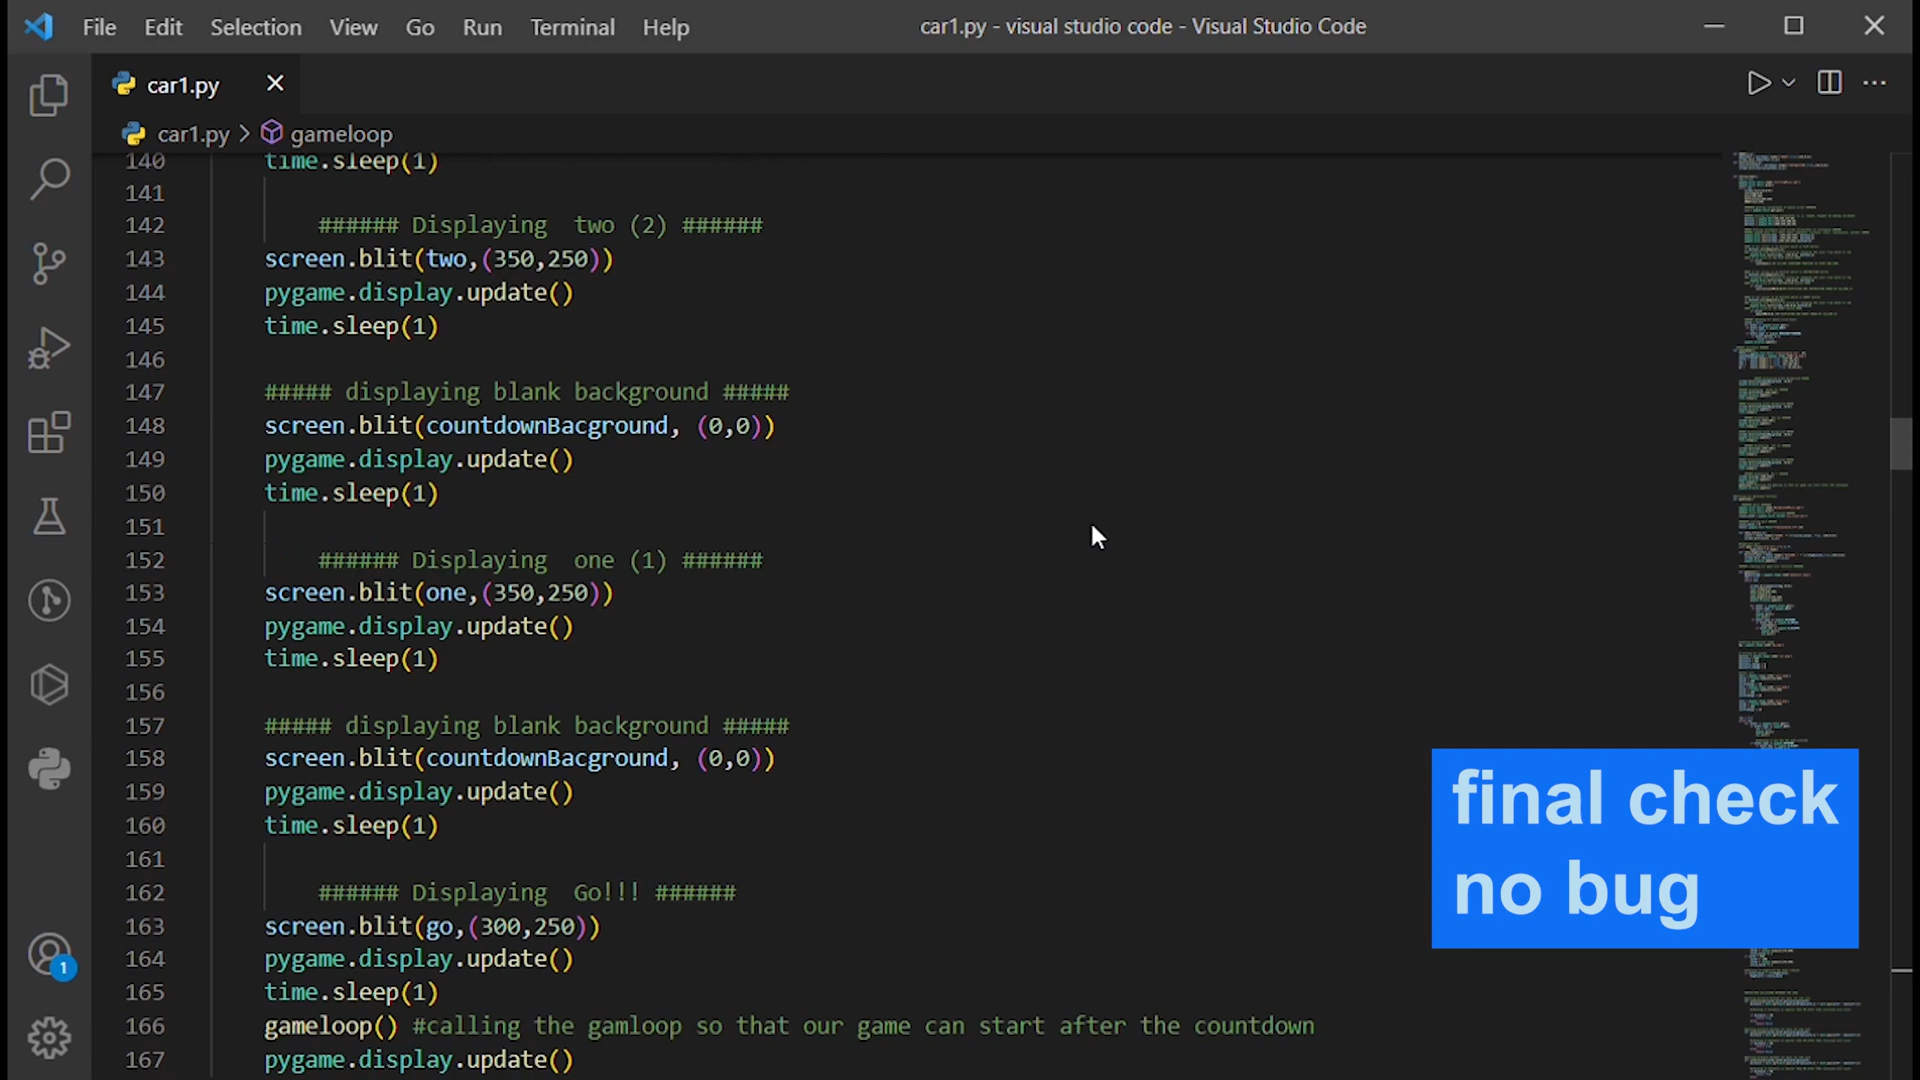 File Edit Selection View Go Run Terminal Help car1.py - visual studio code - Visual Studio Code
car1.py
car1.py > gameloop
140 time.sleep(1)
141
142 ###### Displaying  two (2) ######
143 screen.blit(two,(350,250))
144 pygame.display.update()
145 time.sleep(1)
146
147 ##### displaying blank background #####
148 screen.blit(countdownBacground, (0,0))
149 pygame.display.update()
150 time.sleep(1)
151
152 ###### Displaying  one (1) ######
153 screen.blit(one,(350,250))
154 pygame.display.update()
155 time.sleep(1)
156
157 ##### displaying blank background #####
158 screen.blit(countdownBacground, (0,0))
159 pygame.display.update()
160 time.sleep(1)
161
162 ###### Displaying  Go!!! ######
163 screen.blit(go,(300,250))
164 pygame.display.update()
165 time.sleep(1)
166 gameloop() #calling the gamloop so that our game can start after the countdown
167 pygame.display.update()
final check
no bug
1